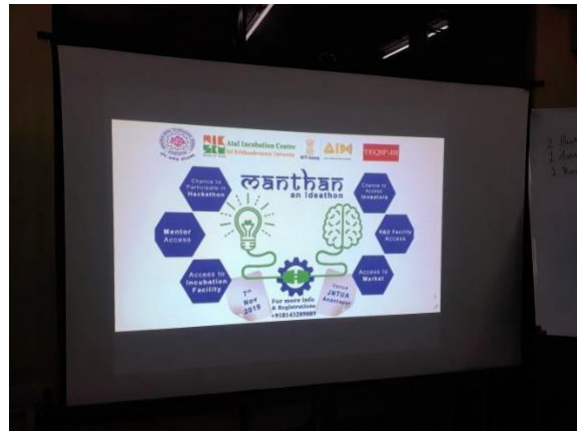 Atal Incubation Centre
Sri Krishnadevaraya University
AIM
TEQIP-III
manthan
an ideathon
Chance to
Participate in
Hackathon
Mentor
Access
Access to
Incubation
Facility
Chance to
Access
Investors
R&D Facility
Access
Access to
Market
7th
Nov
2019
For more info
& Registrations
+918143289089
Venue
JNTUA
Anantapur